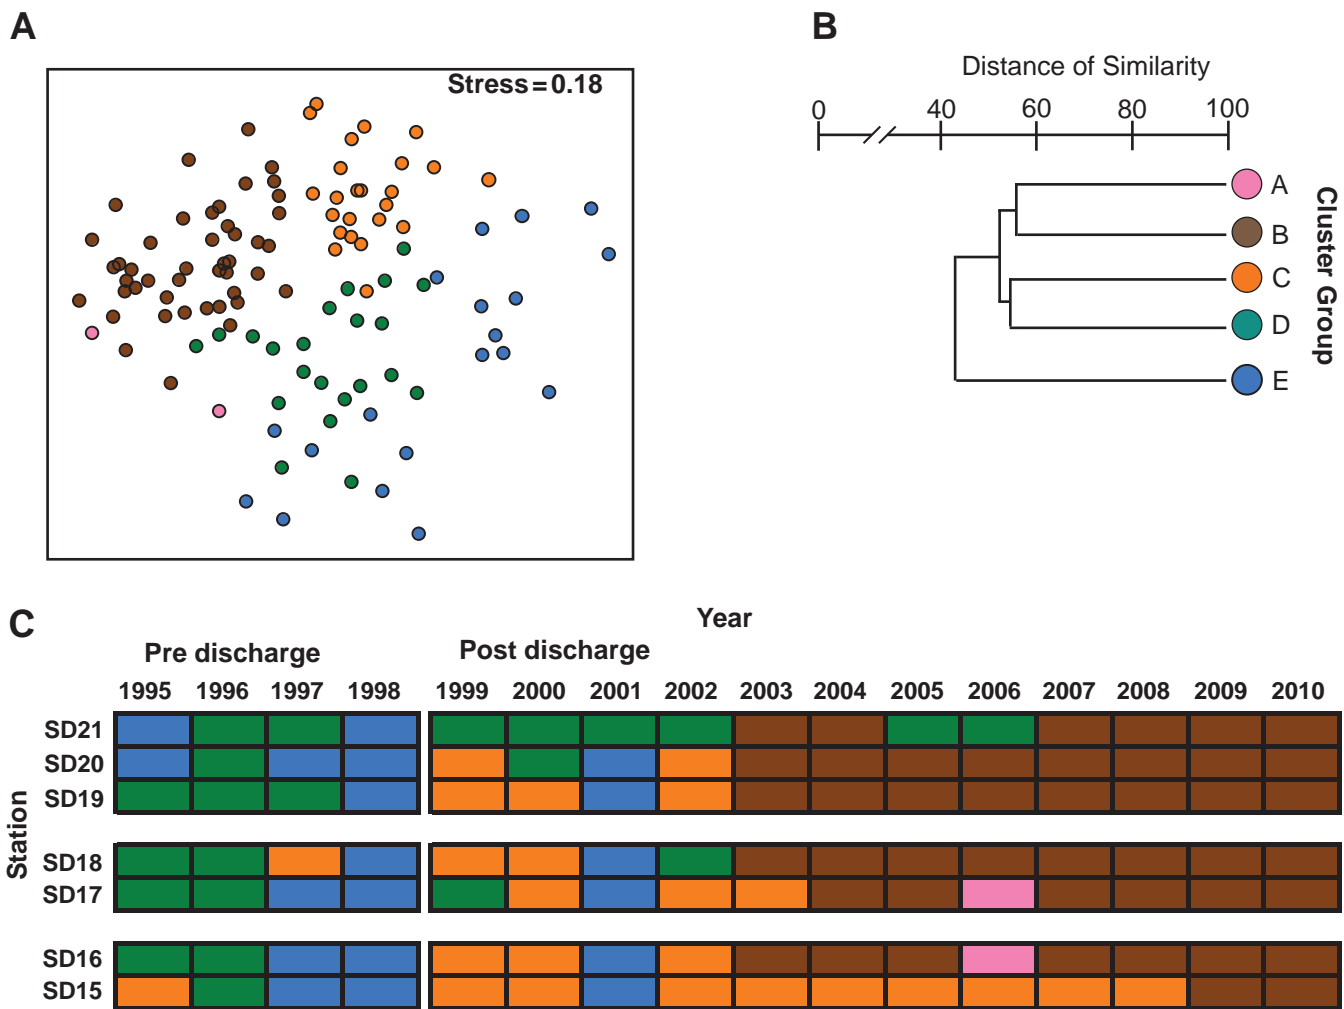 A
Stress=0.18
B
Distance of Similarity
0 40 60 80 100
A
B
C
D
E
Cluster Group
C
Year
Pre discharge Post discharge
1995 1996 1997 1998 1999 2000 2001 2002 2003 2004 2005 2006 2007 2008 2009 2010
Station
SD21
SD20
SD19
SD18
SD17
SD16
SD15